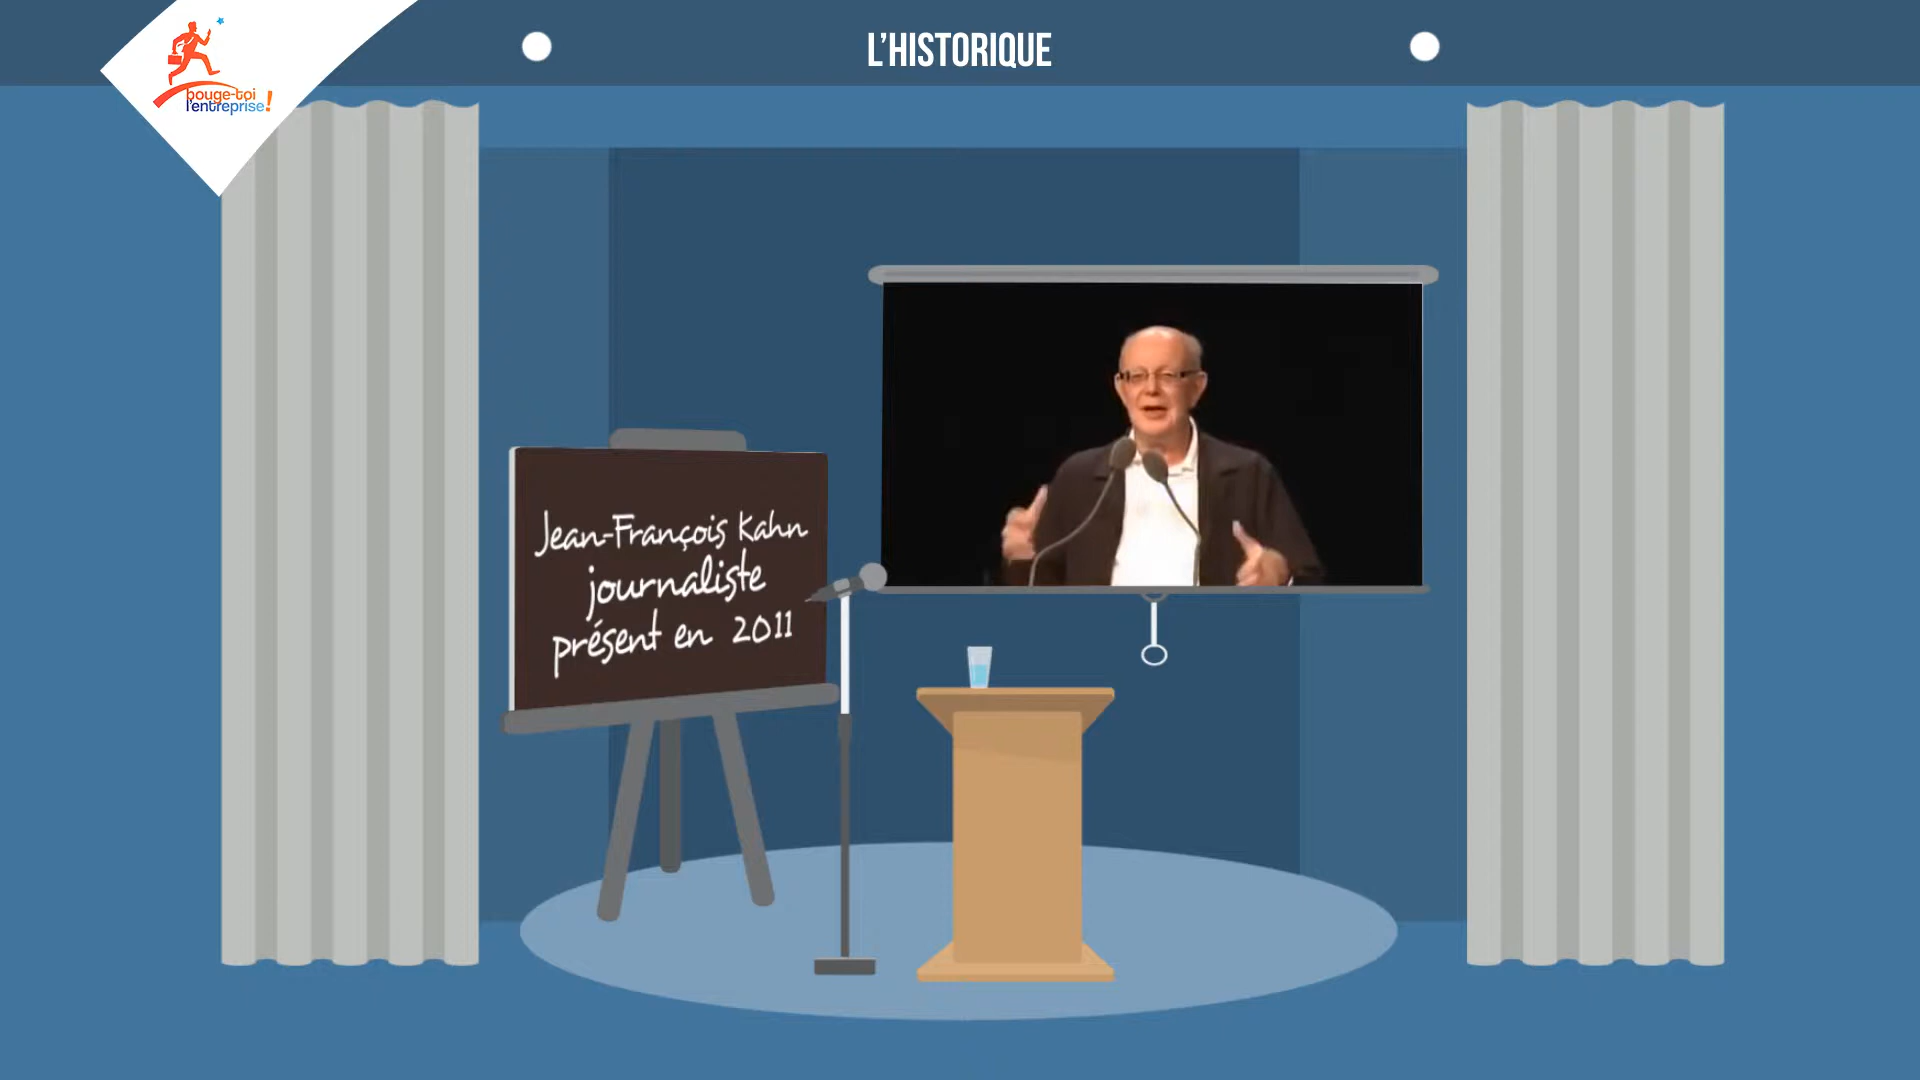 L'HISTORIQUE
bouge-toi
l'entreprise!
Jean-François Kahn
journaliste
présent en 2011